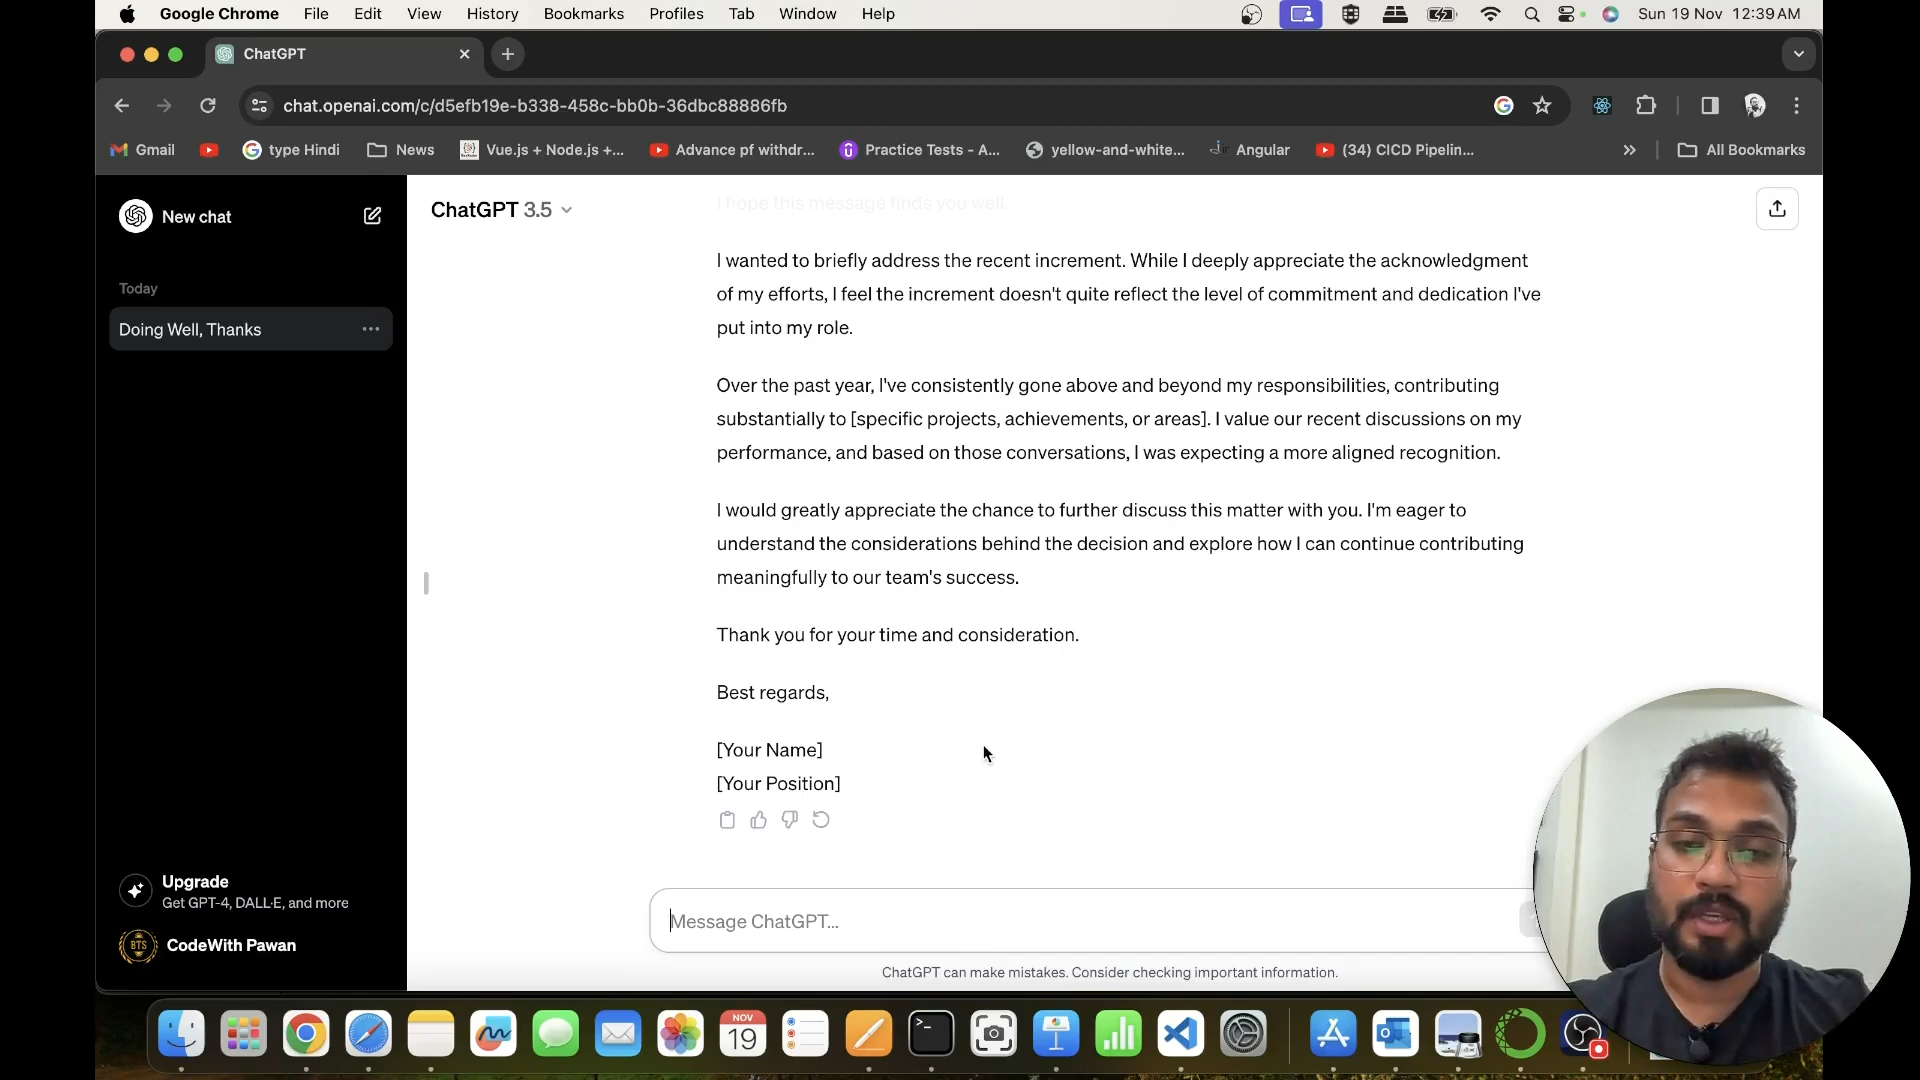 Google Chrome File Edit View History Bookmarks Profiles Tab Window Help Sun 19 Nov 12:39 AM
ChatGPT
chat.openai.com/c/d5efb19e-b338-458c-bb0b-36dbc88886fb
Gmail type Hindi News Vue.js + Node.js +... Advance pf withdr... Practice Tests - A... yellow-and-white... Angular (34) CICD Pipelin... » All Bookmarks
New chat
Today
Doing Well, Thanks
Upgrade
Get GPT-4, DALL·E, and more
BTS
CodeWith Pawan
ChatGPT 3.5
I hope this message finds you well.
I wanted to briefly address the recent increment. While I deeply appreciate the acknowledgment
of my efforts, I feel the increment doesn't quite reflect the level of commitment and dedication I've
put into my role.
Over the past year, I've consistently gone above and beyond my responsibilities, contributing
substantially to [specific projects, achievements, or areas]. I value our recent discussions on my
performance, and based on those conversations, I was expecting a more aligned recognition.
I would greatly appreciate the chance to further discuss this matter with you. I'm eager to
understand the considerations behind the decision and explore how I can continue contributing
meaningfully to our team's success.
Thank you for your time and consideration.
Best regards,
[Your Name]
[Your Position]
Message ChatGPT...
ChatGPT can make mistakes. Consider checking important information.
NOV
19